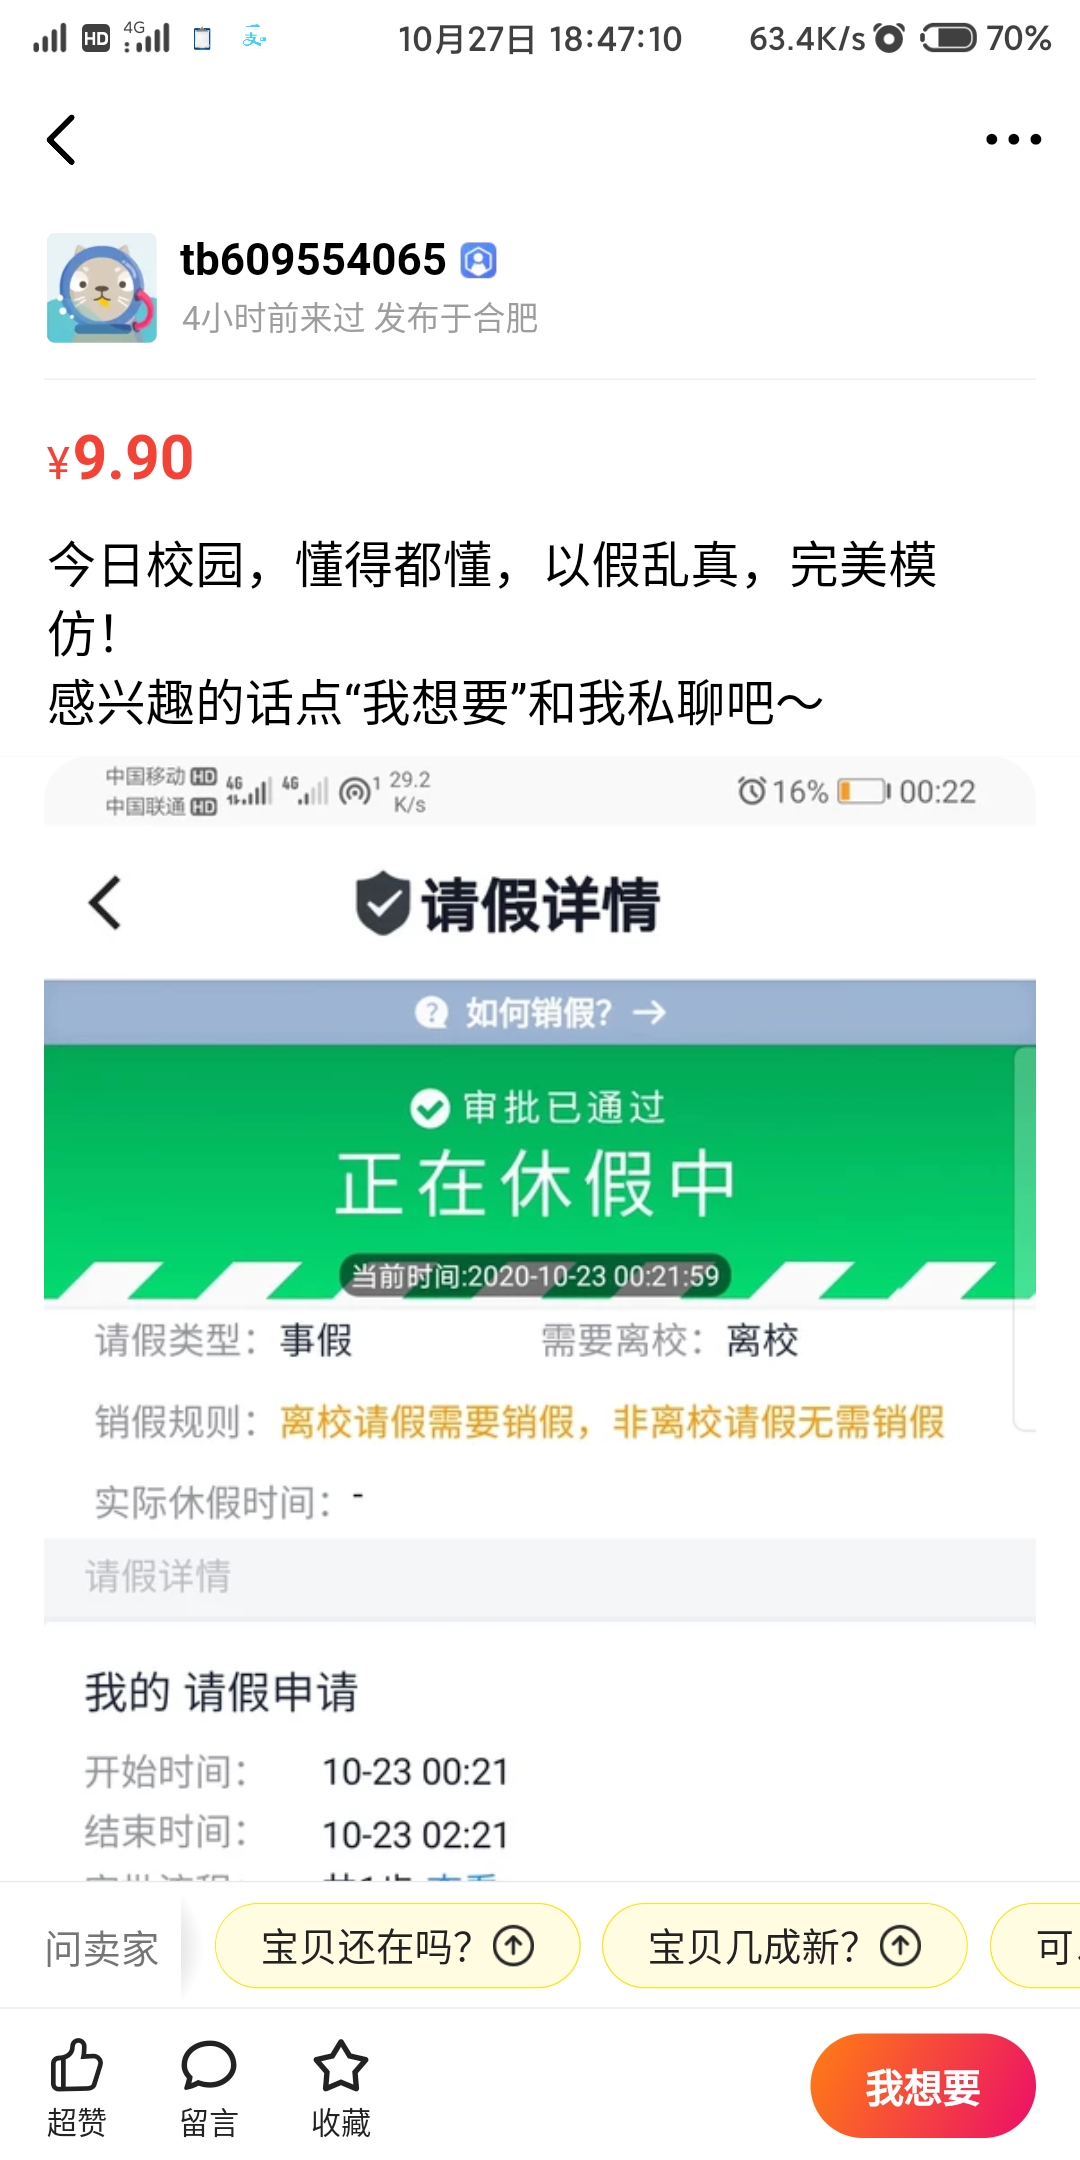 HD 4G 10月27日 18:47:10 63.4K/s 70%
tb609554065
4小时前来过 发布于合肥
¥9.90
今日校园，懂得都懂，以假乱真，完美模
仿！
感兴趣的话点“我想要”和我私聊吧～
中国移动 HD 4G 4G 1 29.2 16% 00:22
中国联通 HD K/s
请假详情
如何销假？ →
审批已通过
正在休假中
当前时间:2020-10-23 00:21:59
请假类型： 事假 需要离校： 离校
销假规则： 离校请假需要销假，非离校请假无需销假
实际休假时间： -
请假详情
我的 请假申请
开始时间： 10-23 00:21
结束时间： 10-23 02:21
问卖家 宝贝还在吗？ 宝贝几成新？ 可
超赞 留言 收藏 我想要